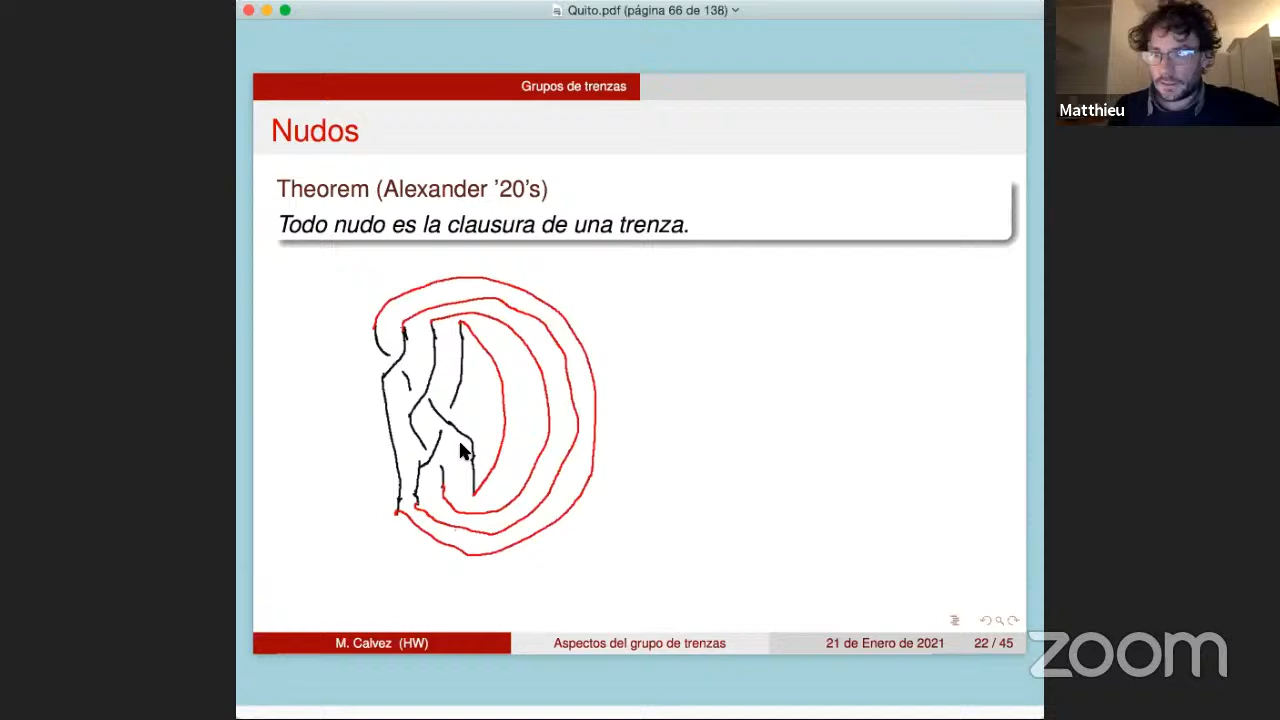 Quito.pdf (página 66 de 138)
Matthieu
Grupos de trenzas
Nudos
Theorem (Alexander ’20’s)
Todo nudo es la clausura de una trenza.
M. Calvez (HW)
Aspectos del grupo de trenzas
21 de Enero de 2021
22 / 45
zoom